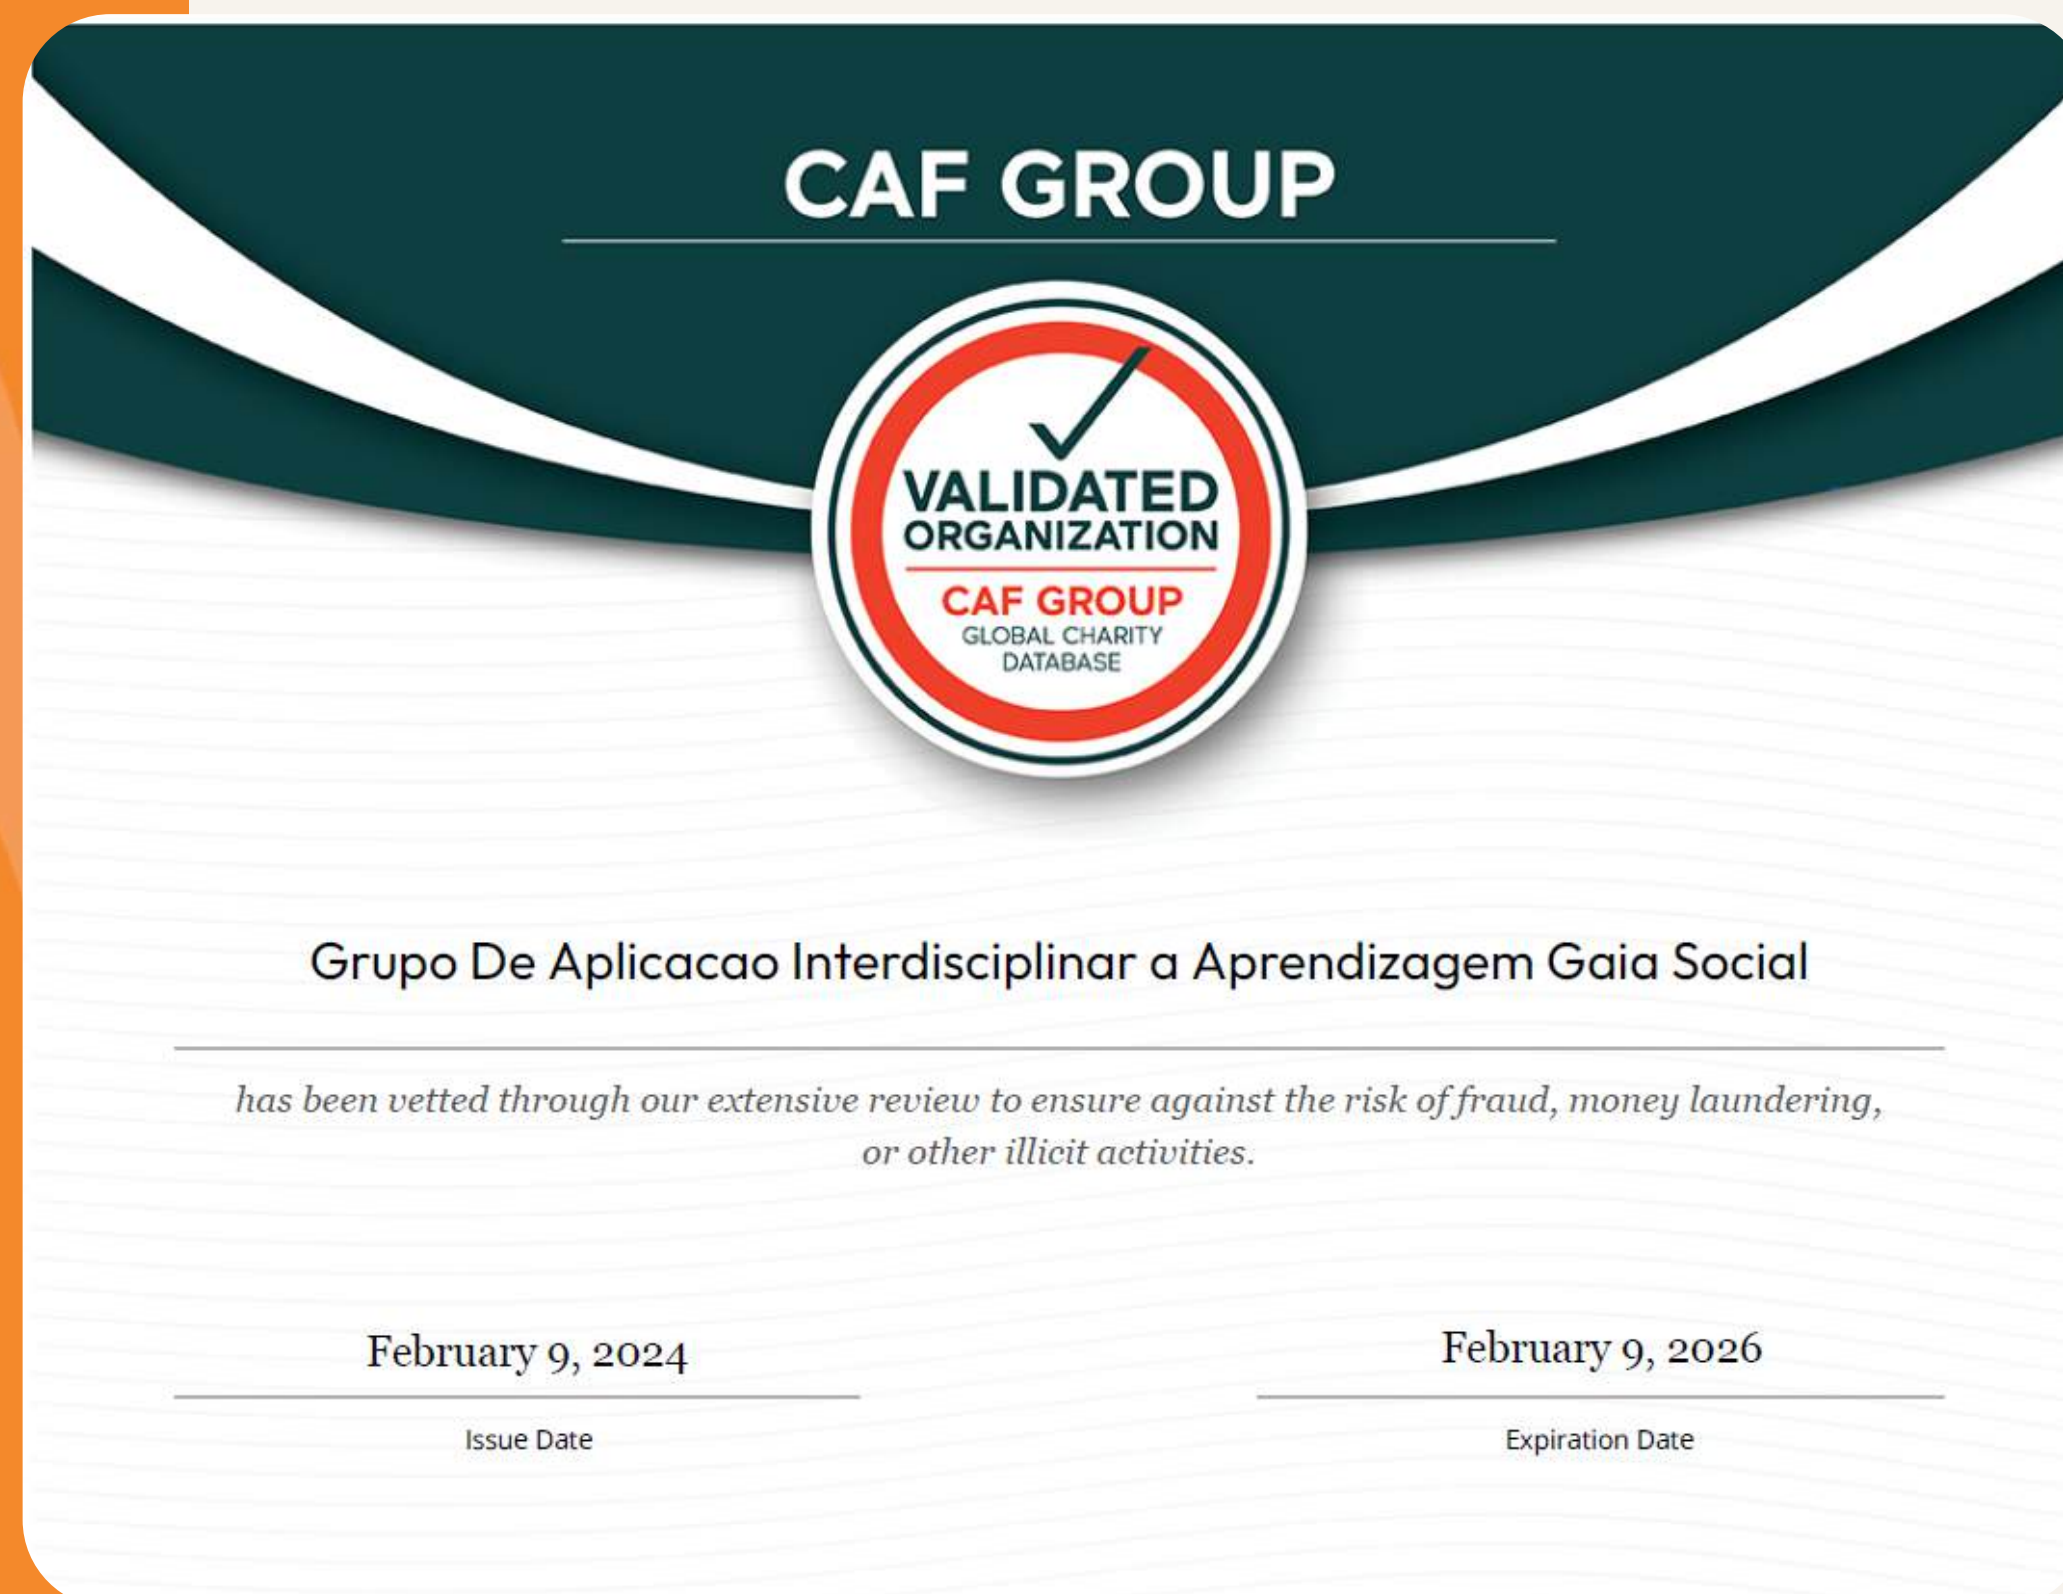 CAF GROUP
VALIDATED
ORGANIZATION
CAF GROUP
GLOBAL CHARITY
DATABASE
Grupo De Aplicacao Interdisciplinar a Aprendizagem Gaia Social
has been vetted through our extensive review to ensure against the risk of fraud, money laundering,
or other illicit activities.
February 9, 2024
February 9, 2026
Issue Date
Expiration Date